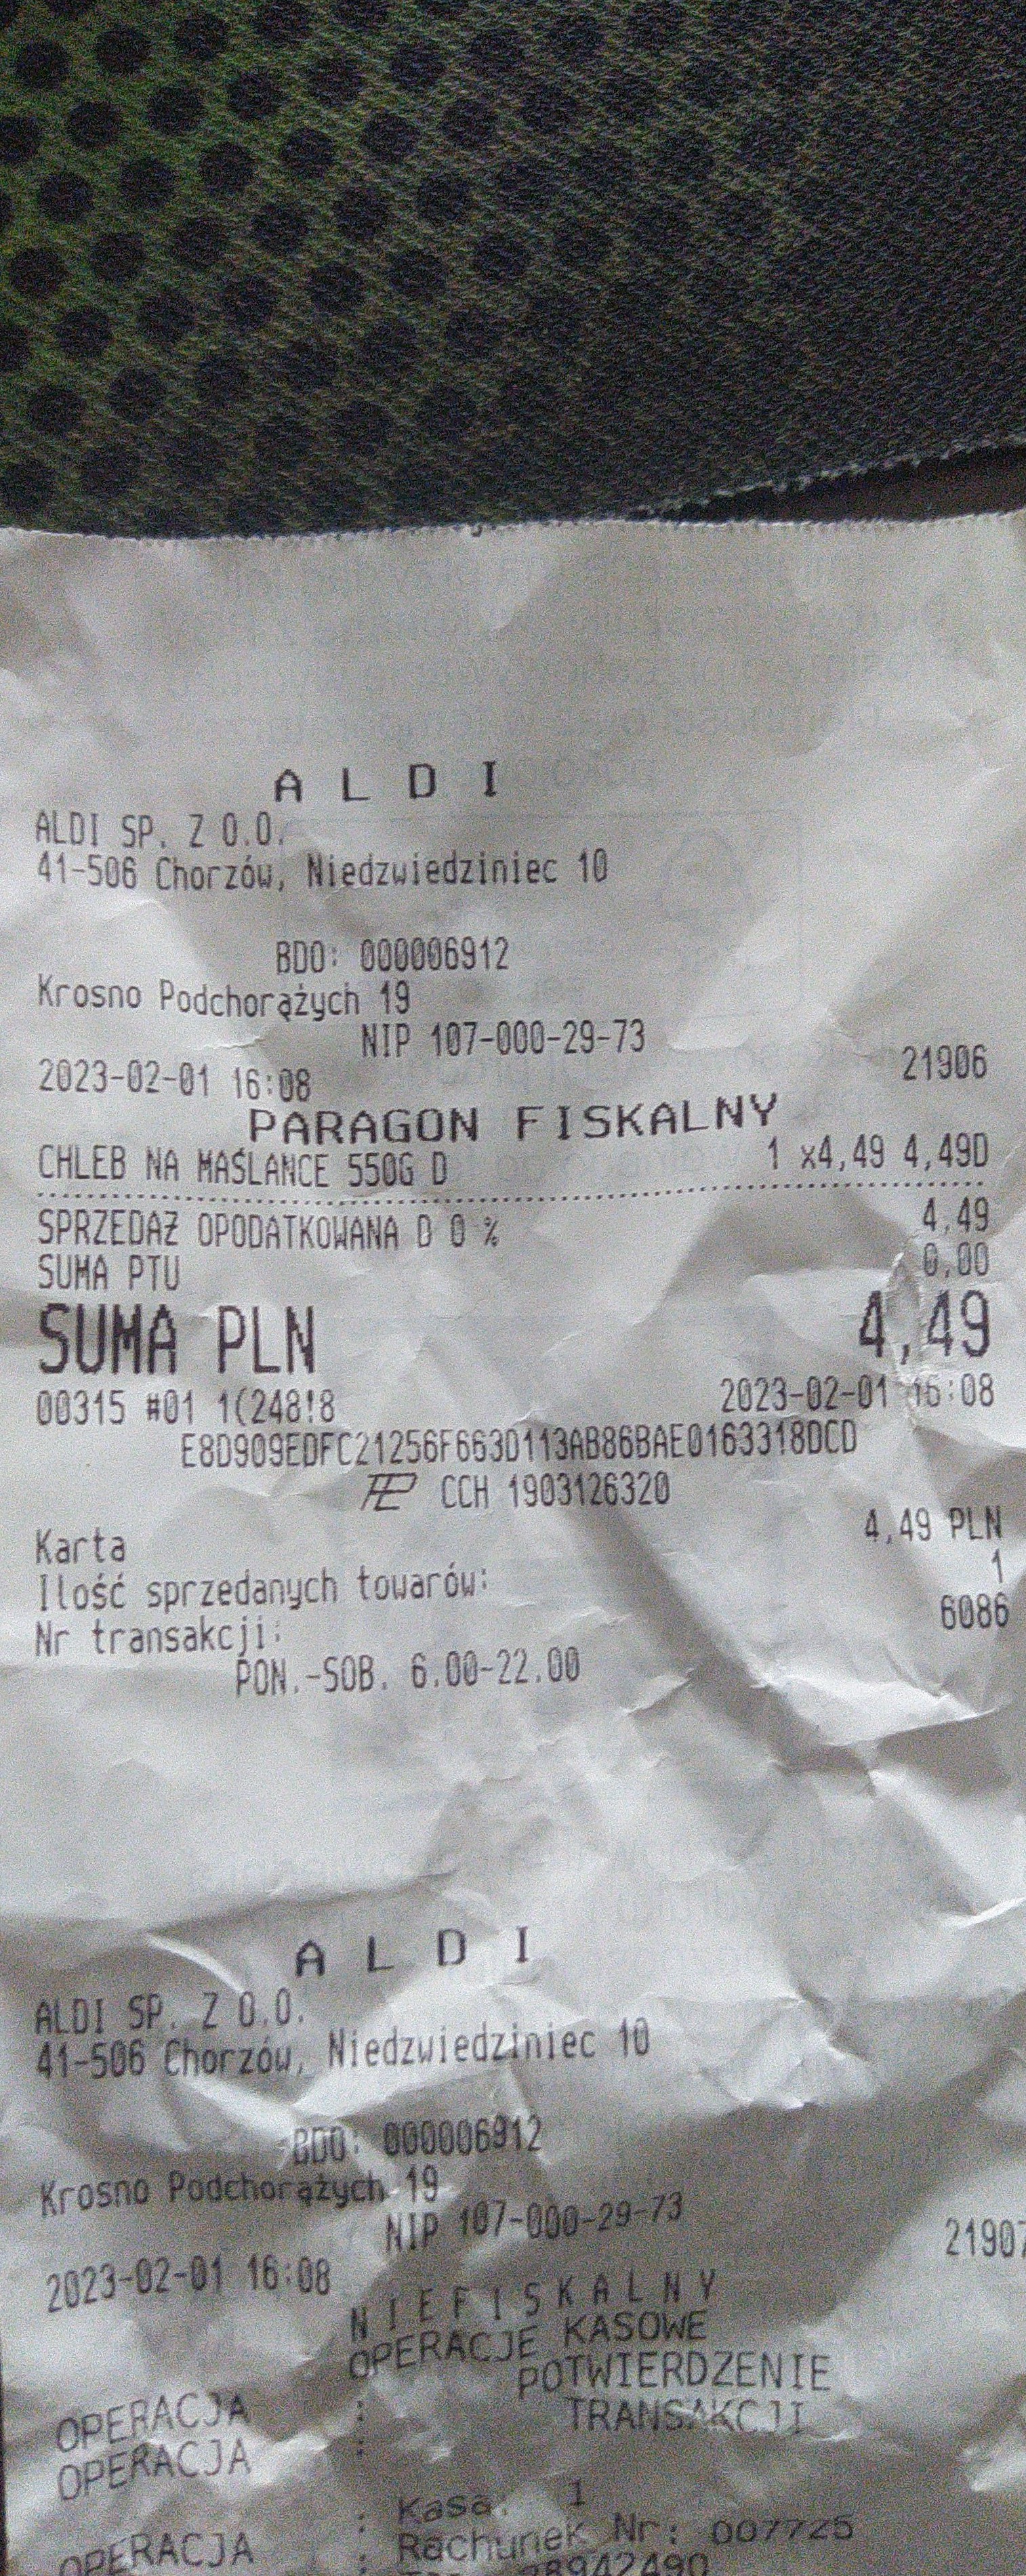 A L D I
ALDI SP. Z O.O.
41-506 Chorzów, Niedzwiedziniec 10
BDO: 000006912
Krosno Podchorążych 19
NIP 107-000-29-73
2023-02-01 16:08 21906
PARAGON FISKALNY
CHLEB NA MAŚLANCE 550G D 1 x4,49 4,49D
SPRZEDAŻ OPODATKOWANA D 0 % 4,49
SUMA PTU 0,00
SUMA PLN 4,49
00315 #01 1(248!8 2023-02-01 16:08
E8D909EDFC21256F663D113AB86BAE0163318DCD
CCH 1903126320
Karta 4,49 PLN
Ilość sprzedanych towarów: 1
Nr transakcji: 6086
PON.-SOB. 6.00-22.00
A L D I
ALDI SP. Z O.O.
41-506 Chorzów, Niedzwiedziniec 10
BDO: 000006912
Krosno Podchorążych 19
NIP 107-000-29-73
2023-02-01 16:08 21907
N I E F I S K A L N Y
OPERACJE KASOWE
OPERACJA : POTWIERDZENIE
OPERACJA : TRANSAKCJI
: Kasa: 1
OPERACJA : Rachunek Nr: 007725